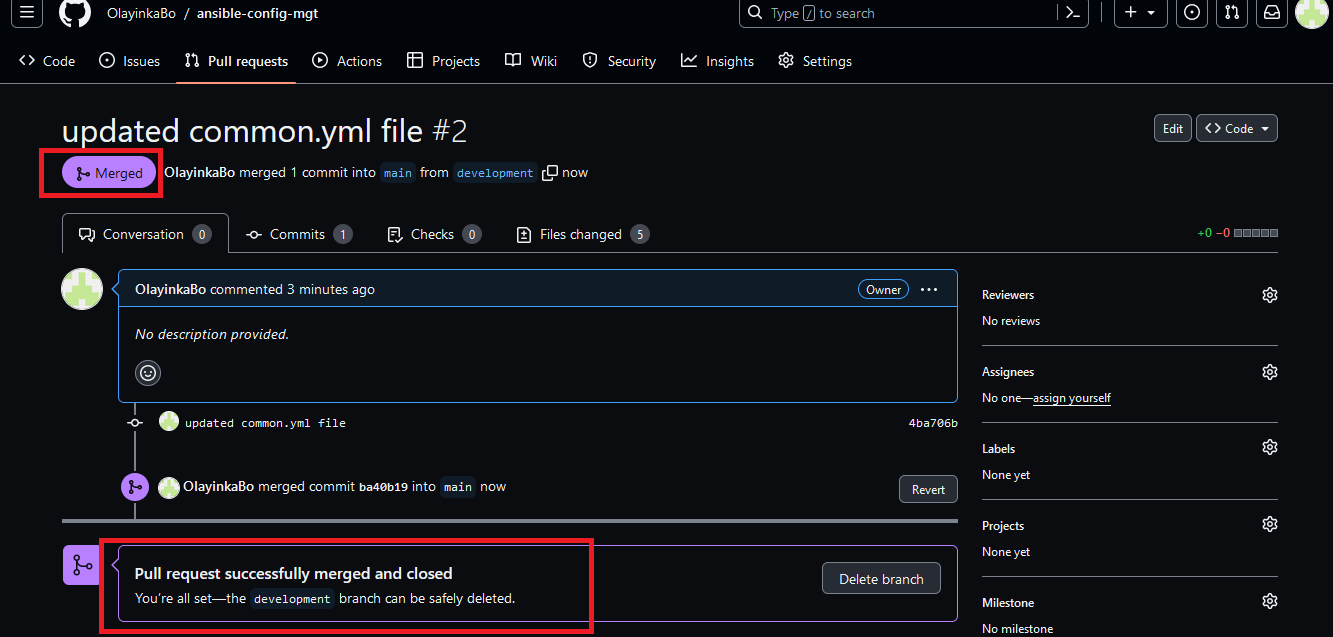 OlayinkaBo / ansible-config-mgt
Type / to search
Code Issues Pull requests Actions Projects Wiki Security Insights Settings
updated common.yml file #2
Edit Code
Merged OlayinkaBo merged 1 commit into main from development now
Conversation 0 Commits 1 Checks 0 Files changed 5
+0 −0
OlayinkaBo commented 3 minutes ago Owner
No description provided.
updated common.yml file 4ba706b
OlayinkaBo merged commit ba40b19 into main now
Revert
Pull request successfully merged and closed
You're all set—the development branch can be safely deleted.
Delete branch
Reviewers
No reviews
Assignees
No one—assign yourself
Labels
None yet
Projects
None yet
Milestone
No milestone